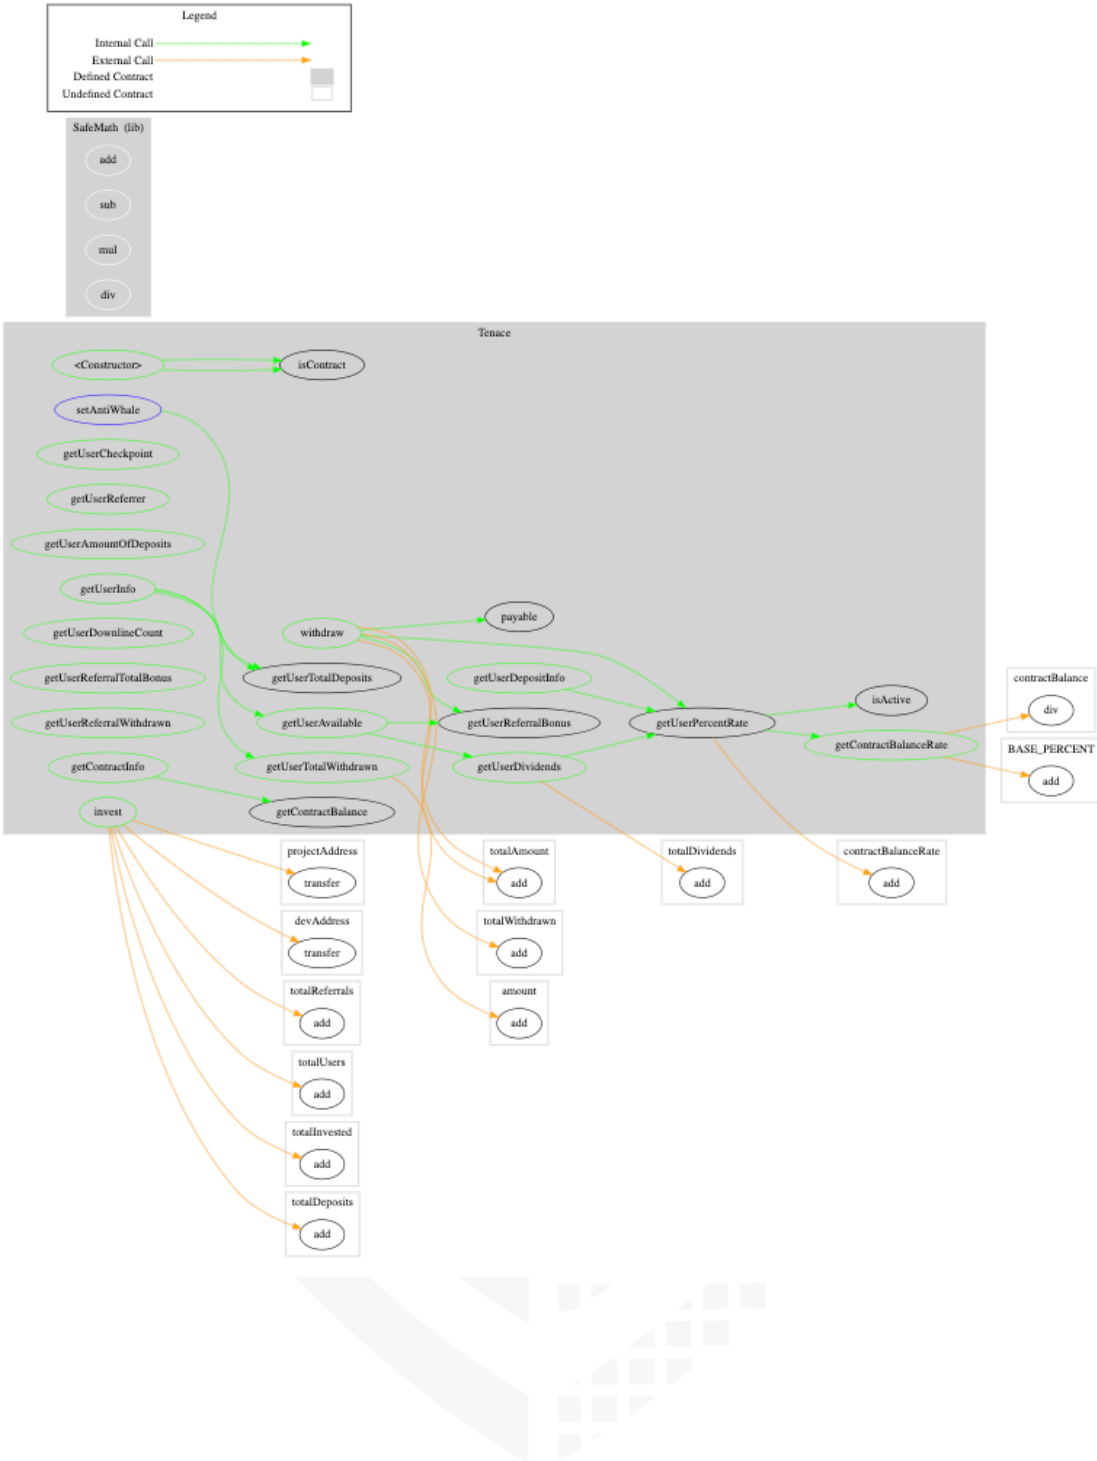 Legend
Internal Call
External Call
Defined Contract
Undefined Contract
SafeMath (lib)
add
sub
mul
div
Tenace
<Constructor>
isContract
setAntiWhale
getUserCheckpoint
getUserReferrer
getUserAmountOfDeposits
getUserInfo
payable
getUserDownlineCount
withdraw
getUserReferralTotalBonus
getUserTotalDeposits
getUserDepositInfo
contractBalance
isActive
div
getUserReferralWithdrawn
getUserAvailable
getUserReferralBonus
getUserPercentRate
getContractBalanceRate
BASE_PERCENT
getContractInfo
getUserTotalWithdrawn
getUserDividends
add
invest
getContractBalance
projectAddress
totalAmount
totalDividends
contractBalanceRate
transfer
add
add
add
devAddress
totalWithdrawn
transfer
add
totalReferrals
amount
add
add
totalUsers
add
totalInvested
add
totalDeposits
add